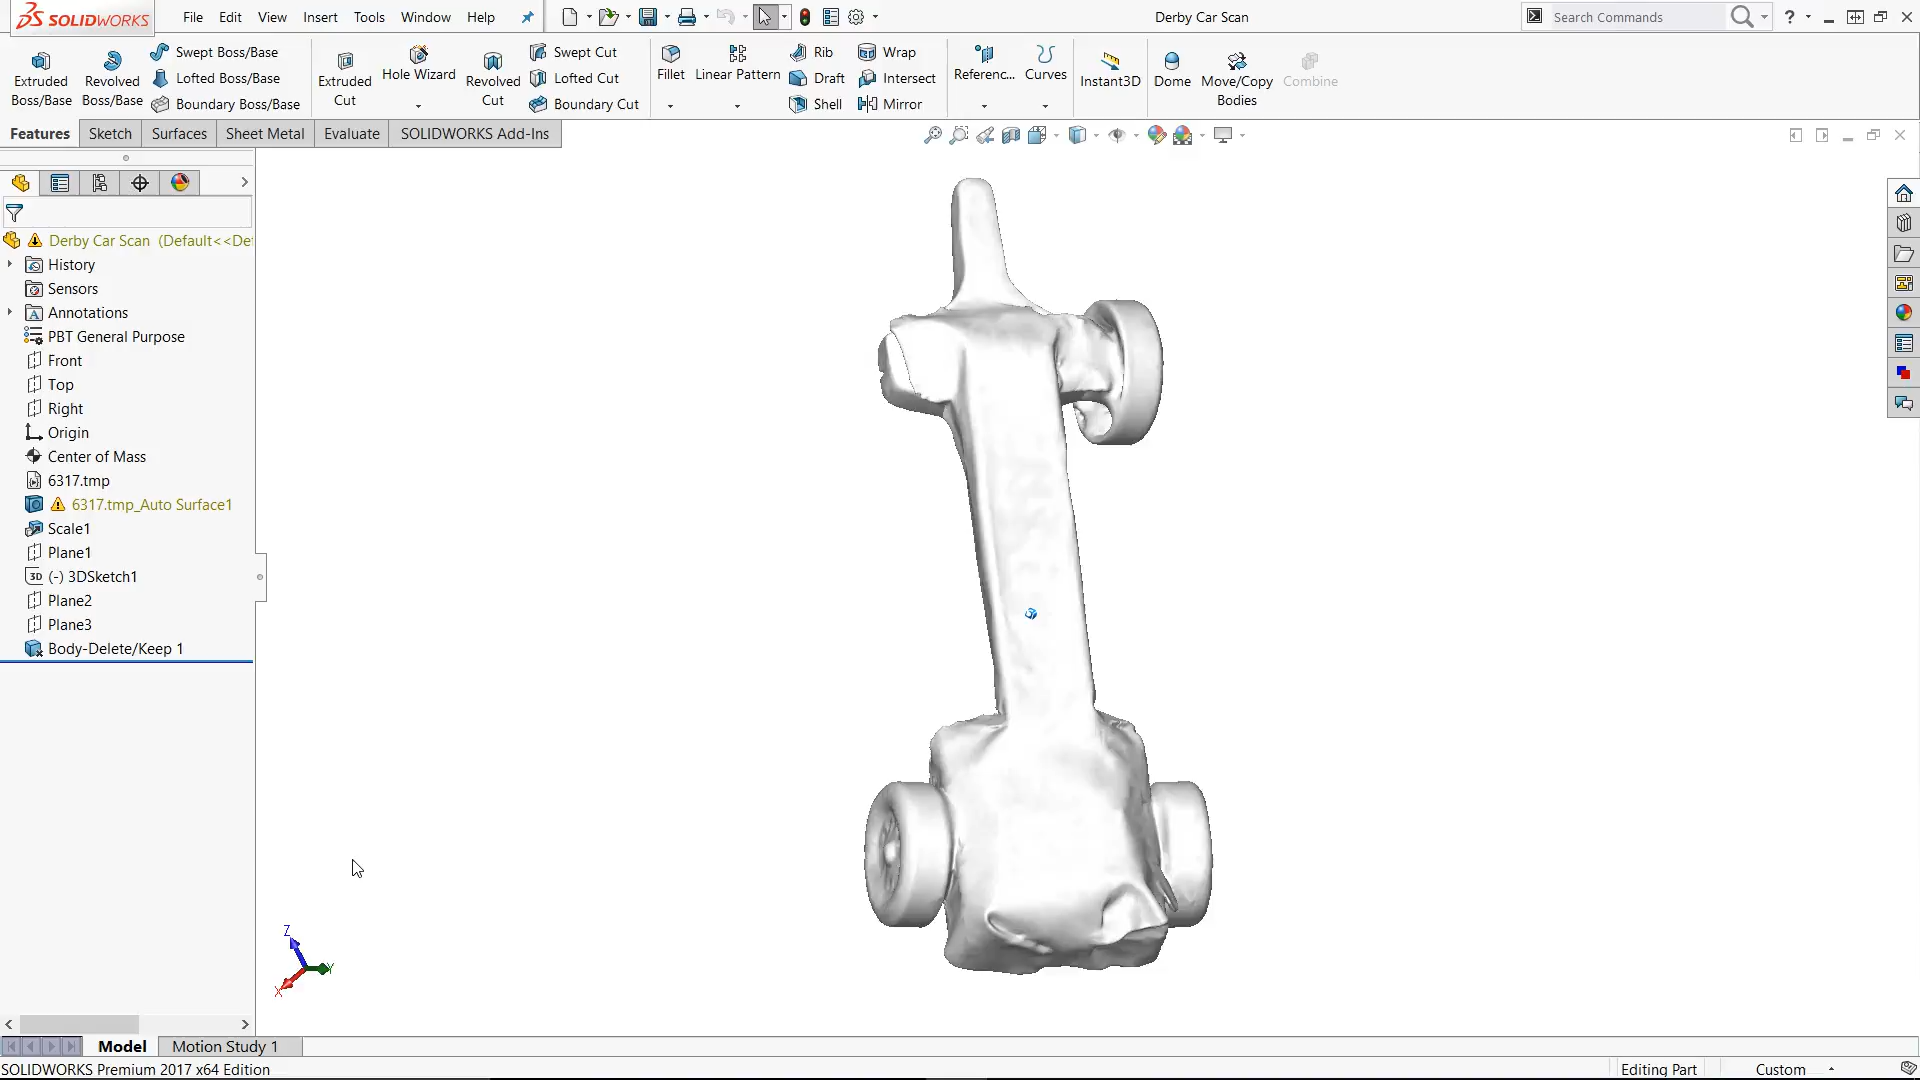 SOLIDWORKS
File Edit View Insert Tools Window Help
Derby Car Scan
Search Commands
Extruded Boss/Base
Revolved Boss/Base
Swept Boss/Base
Lofted Boss/Base
Boundary Boss/Base
Extruded Cut
Hole Wizard
Revolved Cut
Swept Cut
Lofted Cut
Boundary Cut
Fillet
Linear Pattern
Rib
Draft
Shell
Wrap
Intersect
Mirror
Referenc...
Curves
Instant3D
Dome
Move/Copy Bodies
Combine
Features Sketch Surfaces Sheet Metal Evaluate SOLIDWORKS Add-Ins
Derby Car Scan (Default<<De
History
Sensors
Annotations
PBT General Purpose
Front
Top
Right
Origin
Center of Mass
6317.tmp
6317.tmp_Auto Surface1
Scale1
Plane1
3D (-) 3DSketch1
Plane2
Plane3
Body-Delete/Keep 1
Z
Y
X
Model Motion Study 1
SOLIDWORKS Premium 2017 x64 Edition
Editing Part
Custom